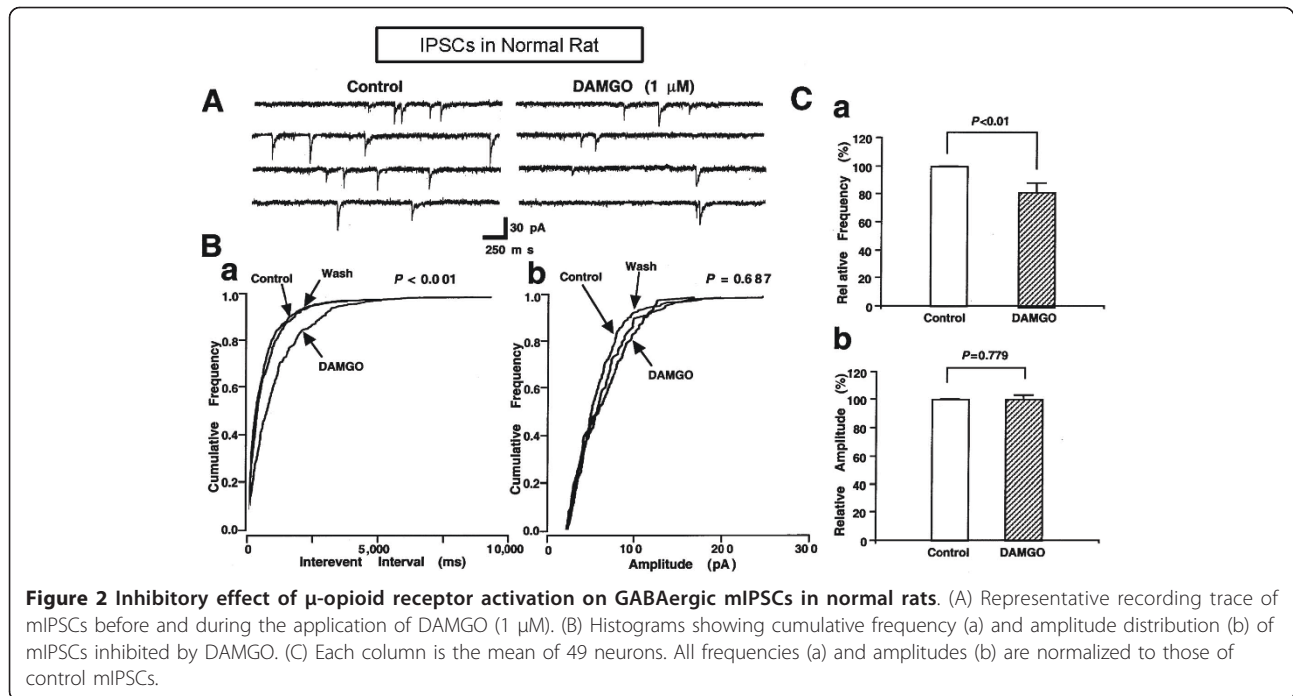 IPSCs in Normal Rat
A
Control
DAMGO (1 μM)
30 pA
250 m s
B
a
Control
Wash
P < 0.001
DAMGO
Cumulative Frequency
1.0
0.8
0.6
0.4
0.2
0.0
0
5,000
10,000
Interevent Interval (ms)
b
Control
Wash
P = 0.687
DAMGO
Cumulative Frequency
1.0
0.8
0.6
0.4
0.2
0.0
0
10 0
20 0
30 0
Amplitude (pA)
C
a
P<0.01
Relative Frequency (%)
100
80
60
40
20
0
Control
DAMGO
b
P=0.779
Relative Amplitude (%)
120
100
80
60
40
20
0
Control
DAMGO
Figure 2 Inhibitory effect of μ-opioid receptor activation on GABAergic mIPSCs in normal rats. (A) Representative recording trace of
mIPSCs before and during the application of DAMGO (1 μM). (B) Histograms showing cumulative frequency (a) and amplitude distribution (b) of
mIPSCs inhibited by DAMGO. (C) Each column is the mean of 49 neurons. All frequencies (a) and amplitudes (b) are normalized to those of
control mIPSCs.